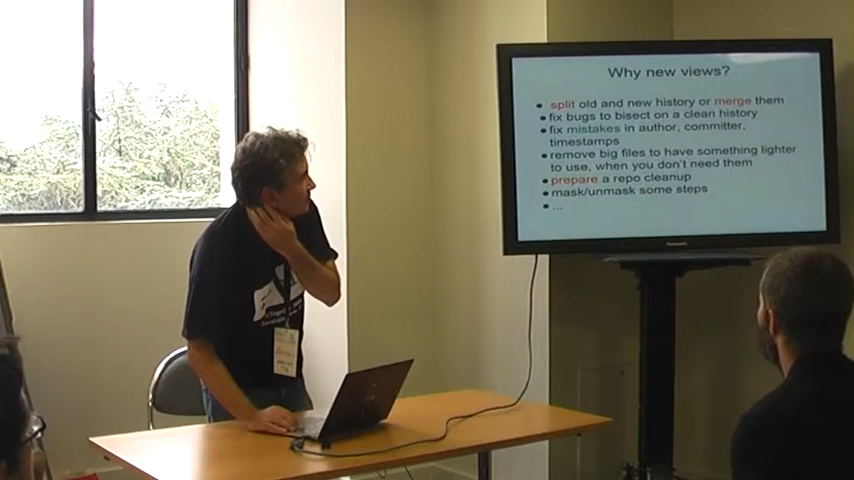 Why new views?
• split old and new history or merge them
• fix bugs to bisect on a clean history
• fix mistakes in author, committer,
timestamps
• remove big files to have something lighter
to use, when you don't need them
• prepare a repo cleanup
• mask/unmask some steps
• ...
Panasonic